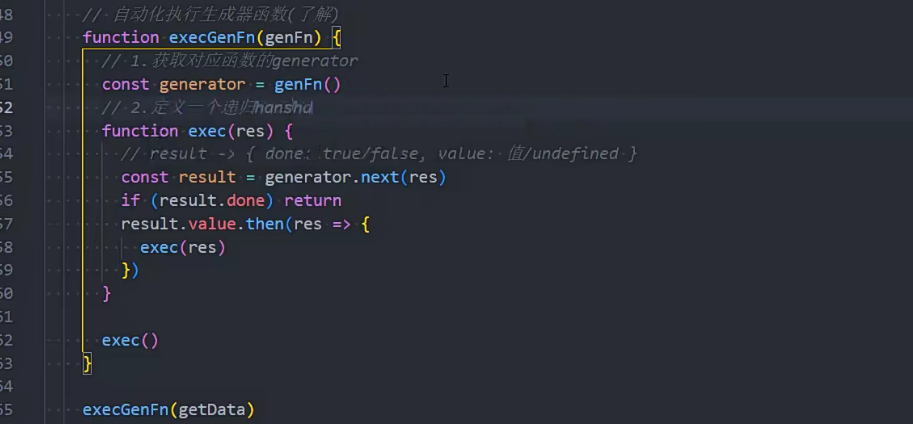 48 // 自动化执行生成器函数(了解)
49 function execGenFn(genFn) {
50 // 1.获取对应函数的generator
51 const generator = genFn()
52 // 2.定义一个递归hanshu
53 function exec(res) {
54 // result -> { done: true/false, value: 值/undefined }
55 const result = generator.next(res)
56 if (result.done) return
57 result.value.then(res => {
58 exec(res)
59 })
60 }
61
62 exec()
63 }
64
65 execGenFn(getData)